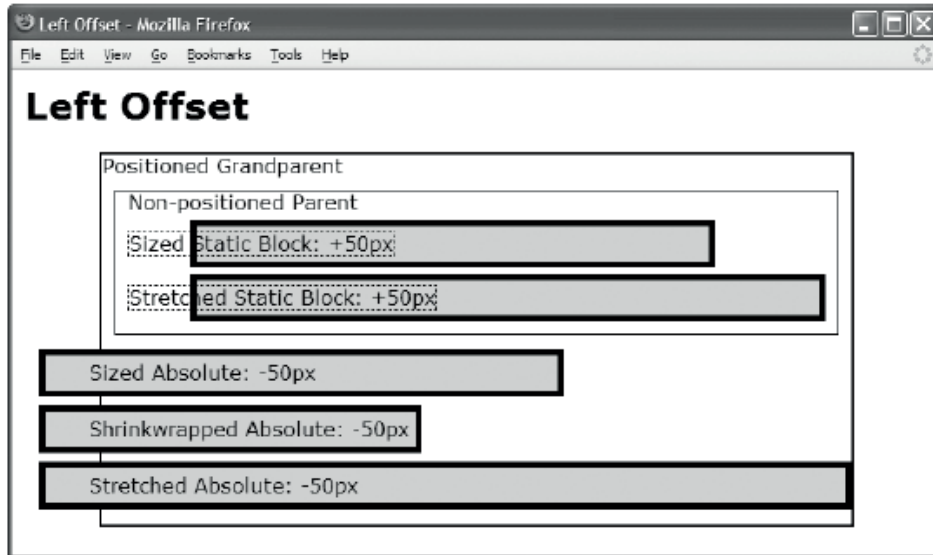 Left Offset - Mozilla Firefox
File Edit View Go Bookmarks Tools Help
Left Offset
Positioned Grandparent
Non-positioned Parent
Sized Static Block: +50px
Stretched Static Block: +50px
Sized Absolute: -50px
Shrinkwrapped Absolute: -50px
Stretched Absolute: -50px